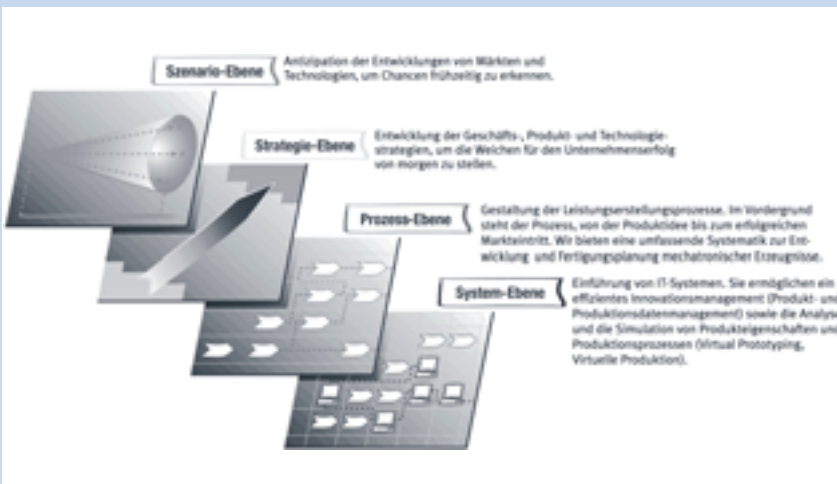 Szenario-Ebene
Antizipation der Entwicklungen von Märkten und
Technologien, um Chancen frühzeitig zu erkennen.
Strategie-Ebene
Entwicklung der Geschäfts-, Produkt- und Technologie-
strategien, um die Weichen für den Unternehmenserfolg
von morgen zu stellen.
Prozess-Ebene
Gestaltung der Leistungserstellungsprozesse. Im Vordergrund
steht der Prozess, von der Produktidee bis zum erfolgreichen
Markteintritt. Wir bieten eine umfassende Systematik zur Ent-
wicklung und Fertigungsplanung mechatronischer Erzeugnisse.
System-Ebene
Einführung von IT-Systemen. Sie ermöglichen ein
effizientes Innovationsmanagement (Produkt- und
Produktionsdatenmanagement) sowie die Analyse
und die Simulation von Produkteigenschaften und
Produktionsprozessen (Virtual Prototyping,
Virtuelle Produktion).